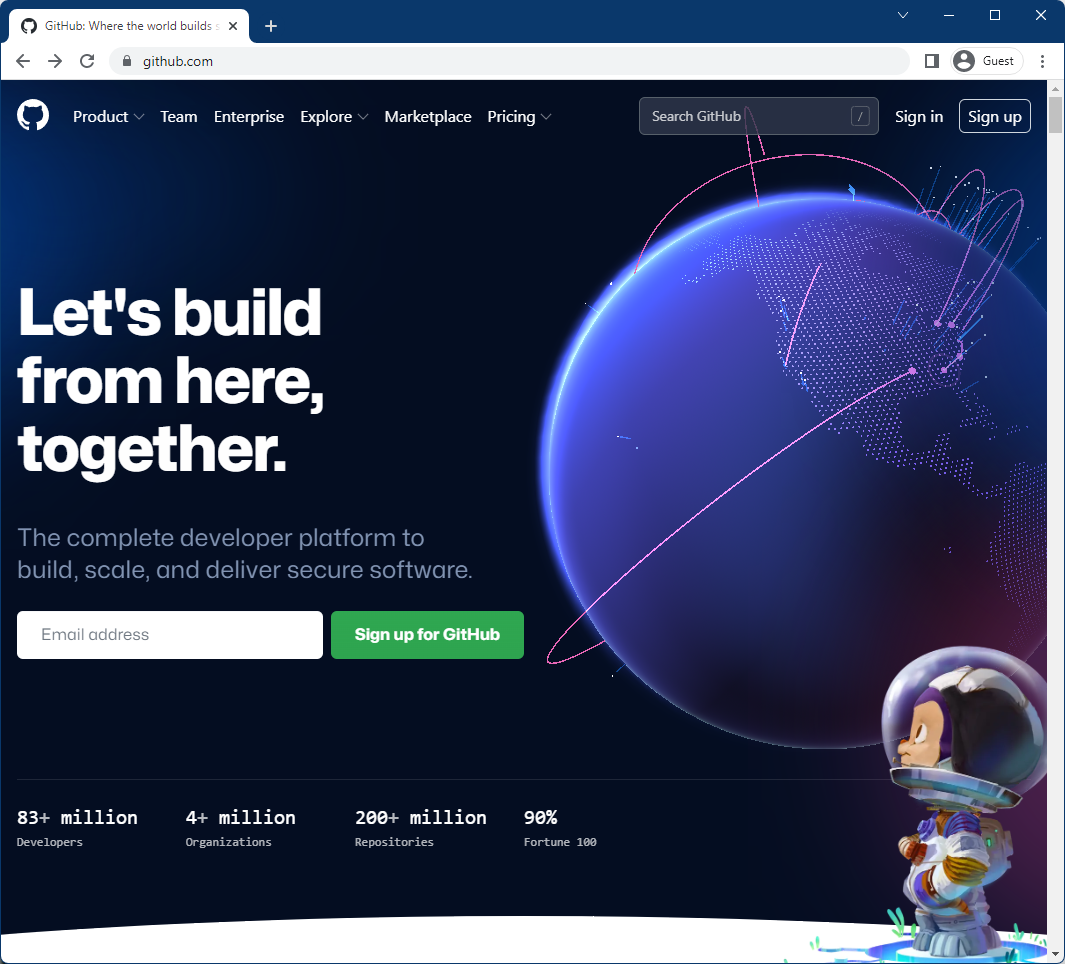 GitHub: Where the world builds s
github.com
Guest
Product
Team
Enterprise
Explore
Marketplace
Pricing
Search GitHub
/
Sign in
Sign up
Let's build
from here,
together.
The complete developer platform to
build, scale, and deliver secure software.
Email address
Sign up for GitHub
83+ million
Developers
4+ million
Organizations
200+ million
Repositories
90%
Fortune 100